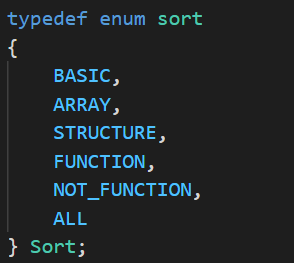 typedef enum sort
{
    BASIC,
    ARRAY,
    STRUCTURE,
    FUNCTION,
    NOT_FUNCTION,
    ALL
} Sort;